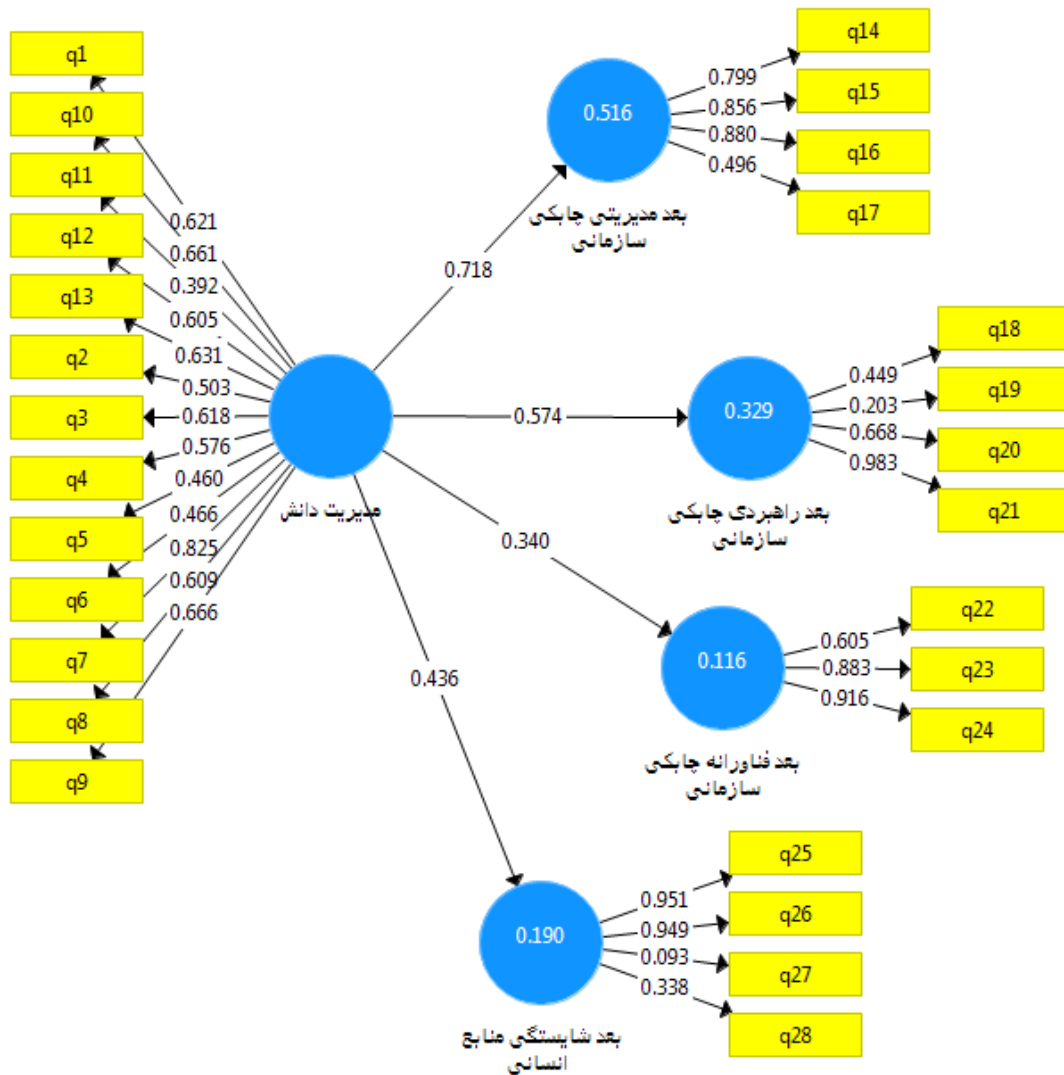 q1
q10
q11
q12
q13
q2
q3
q4
q5
q6
q7
q8
q9
0.621
0.661
0.392
0.605
0.631
0.503
0.618
0.576
0.460
0.466
0.825
0.609
0.666
مدیریت دانش
0.718
0.574
0.340
0.436
0.516
بعد مدیریتی چابکی
سازمانی
0.799
0.856
0.880
0.496
q14
q15
q16
q17
0.329
بعد راهبردی چابکی
سازمانی
0.449
0.203
0.668
0.983
q18
q19
q20
q21
0.116
بعد فناورانه چابکی
سازمانی
0.605
0.883
0.916
q22
q23
q24
0.190
بعد شایستگی منابع
انسانی
0.951
0.949
0.093
0.338
q25
q26
q27
q28